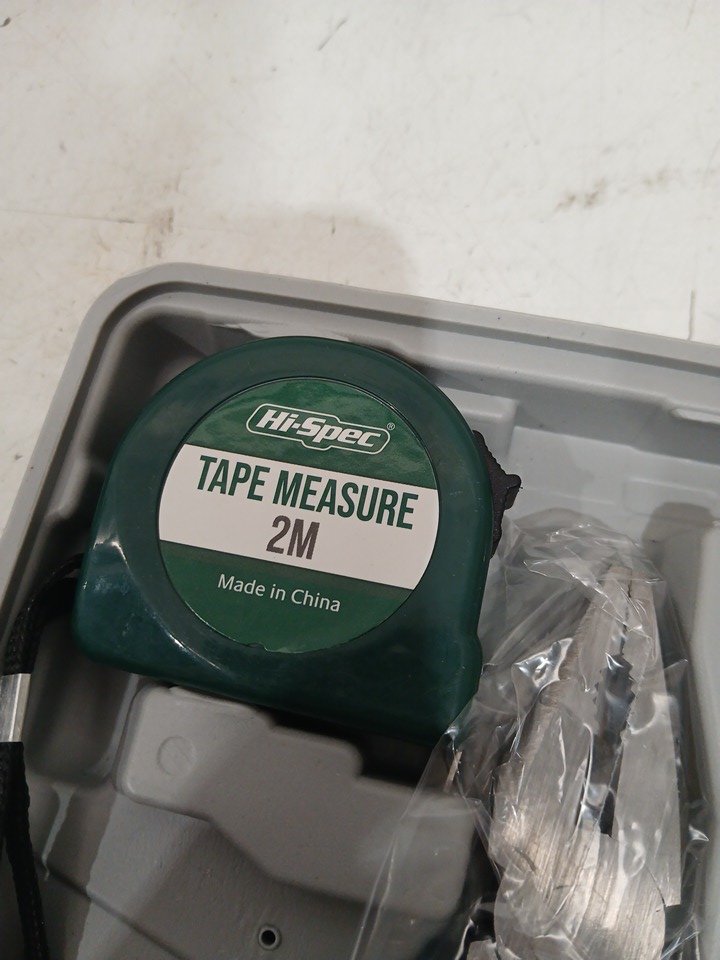 Hi-Spec®
TAPE MEASURE
2M
Made in China